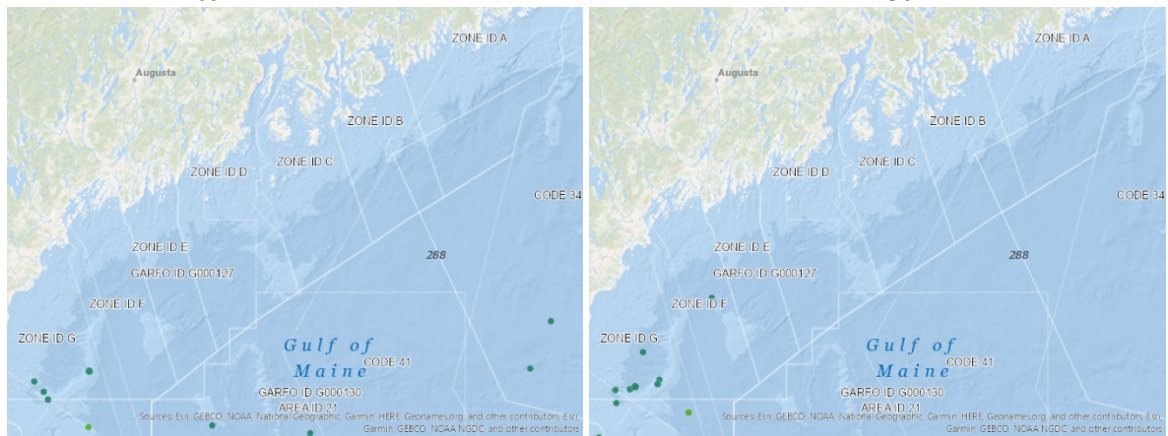 ZONE ID A
Augusta
ZONE ID B
ZONE ID C
ZONE ID D
CODE 34
ZONE ID E
288
GARFO ID G000127
ZONE ID F
ZONE ID G
Gulf of
Maine
CODE 41
GARFO ID G000130
AREA ID 21
Sources: Esri, GEBCO, NOAA, National Geographic, Garmin, HERE, Geonames.org, and other contributors, Esri,
Garmin, GEBCO, NOAA NGDC, and other contributors
ZONE ID A
Augusta
ZONE ID B
ZONE ID C
ZONE ID D
CODE 34
ZONE ID E
288
GARFO ID G000127
ZONE ID F
ZONE ID G
Gulf of
Maine
CODE 41
GARFO ID G000130
AREA ID 21
Sources: Esri, GEBCO, NOAA, National Geographic, Garmin, HERE, Geonames.org, and other contributors, Esri,
Garmin, GEBCO, NOAA NGDC, and other contributors